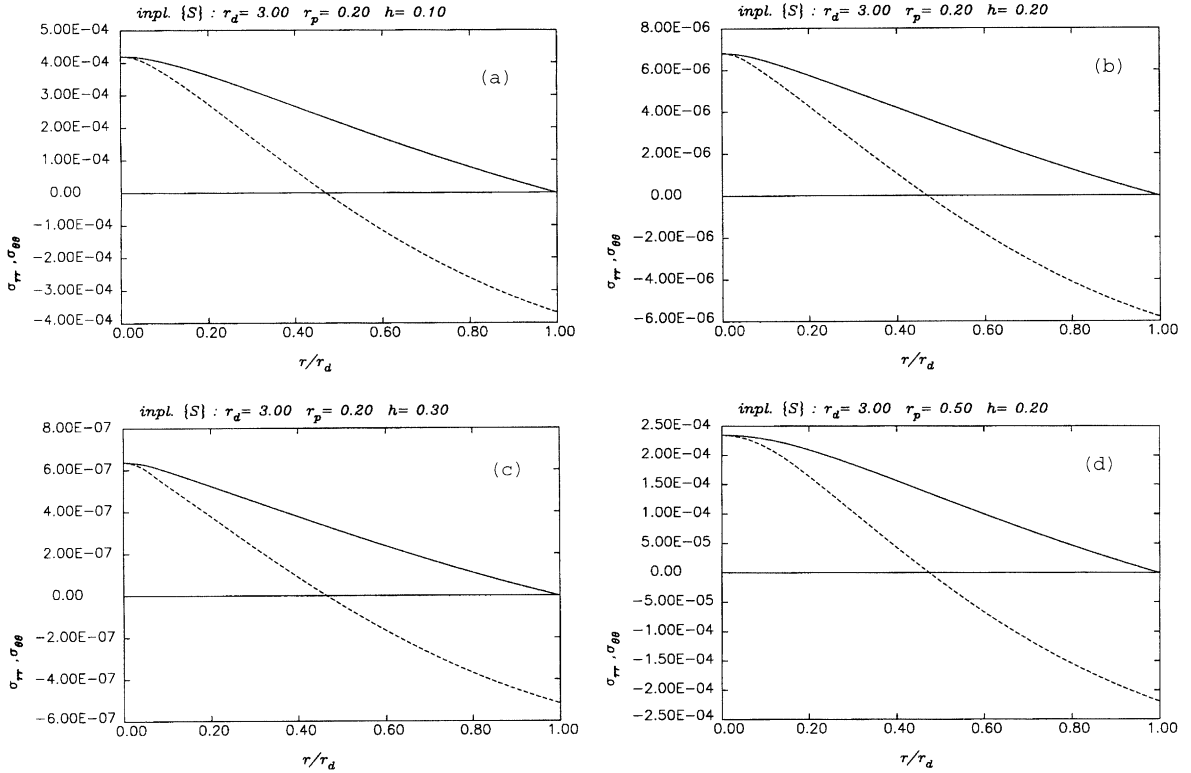 inpl. {S} : r_d= 3.00 r_p= 0.20 h= 0.10
5.00E−04
4.00E−04
3.00E−04
2.00E−04
1.00E−04
0.00
−1.00E−04
−2.00E−04
−3.00E−04
−4.00E−04
σ_rr , σ_θθ
(a)
0.00 0.20 0.40 0.60 0.80 1.00
r/r_d
inpl. {S} : r_d= 3.00 r_p= 0.20 h= 0.20
8.00E−06
6.00E−06
4.00E−06
2.00E−06
0.00
−2.00E−06
−4.00E−06
−6.00E−06
σ_rr , σ_θθ
(b)
0.00 0.20 0.40 0.60 0.80 1.00
r/r_d
inpl. {S} : r_d= 3.00 r_p= 0.20 h= 0.30
8.00E−07
6.00E−07
4.00E−07
2.00E−07
0.00
−2.00E−07
−4.00E−07
−6.00E−07
σ_rr , σ_θθ
(c)
0.00 0.20 0.40 0.60 0.80 1.00
r/r_d
inpl. {S} : r_d= 3.00 r_p= 0.50 h= 0.20
2.50E−04
2.00E−04
1.50E−04
1.00E−04
5.00E−05
0.00
−5.00E−05
−1.00E−04
−1.50E−04
−2.00E−04
−2.50E−04
σ_rr , σ_θθ
(d)
0.00 0.20 0.40 0.60 0.80 1.00
r/r_d